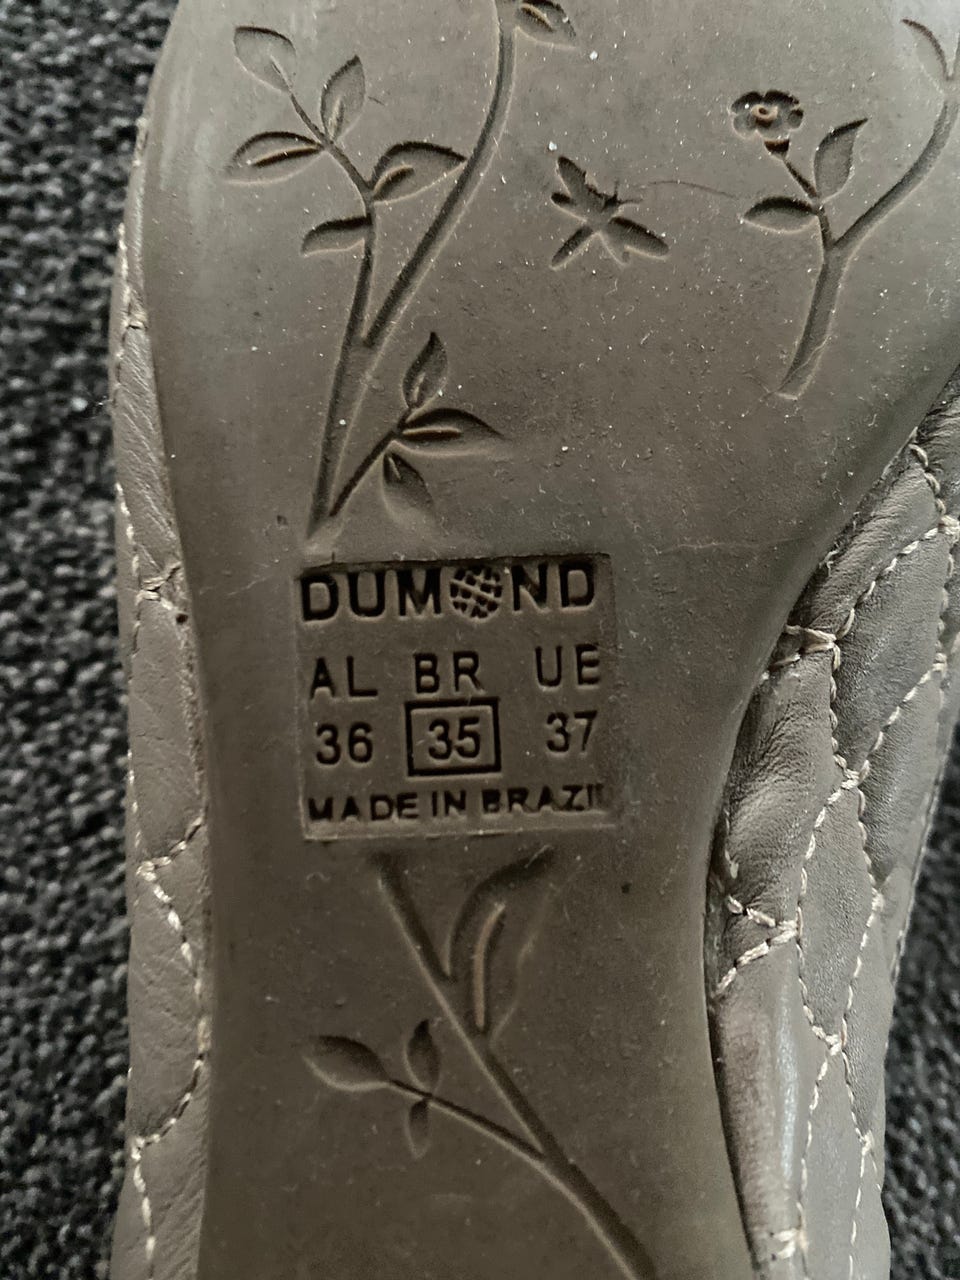 DUMOND
AL BR UE
36 35 37
MADE IN BRAZIL